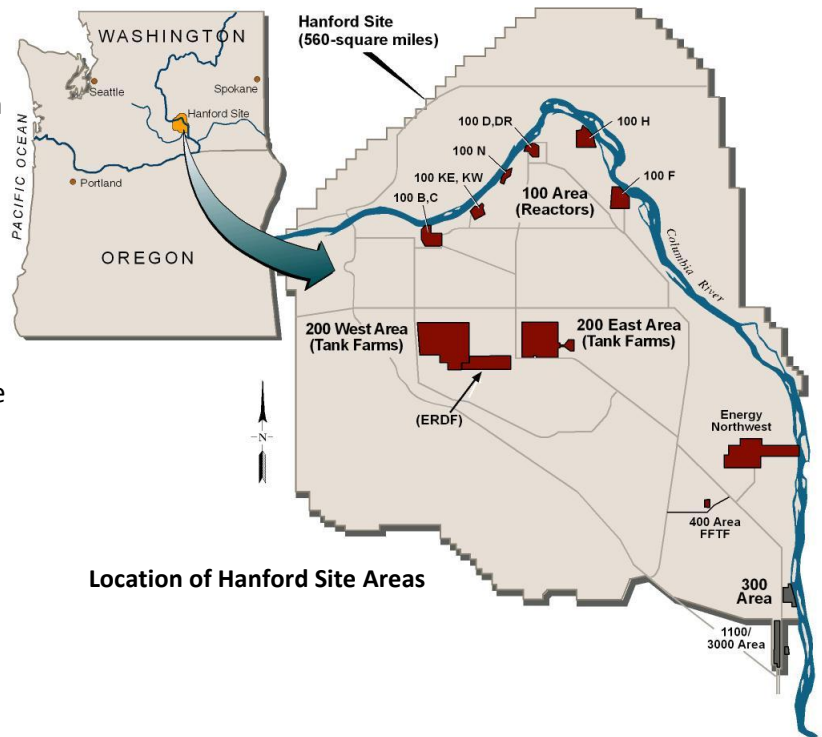 WASHINGTON
Seattle
Spokane
Hanford Site
PACIFIC OCEAN
Portland
OREGON
Hanford Site
(560-square miles)
100 D,DR
100 H
100 N
100 KE, KW
100 F
100 B,C
100 Area
(Reactors)
Columbia River
200 West Area
(Tank Farms)
200 East Area
(Tank Farms)
(ERDF)
N
Energy
Northwest
400 Area
FFTF
Location of Hanford Site Areas
300
Area
1100/
3000 Area